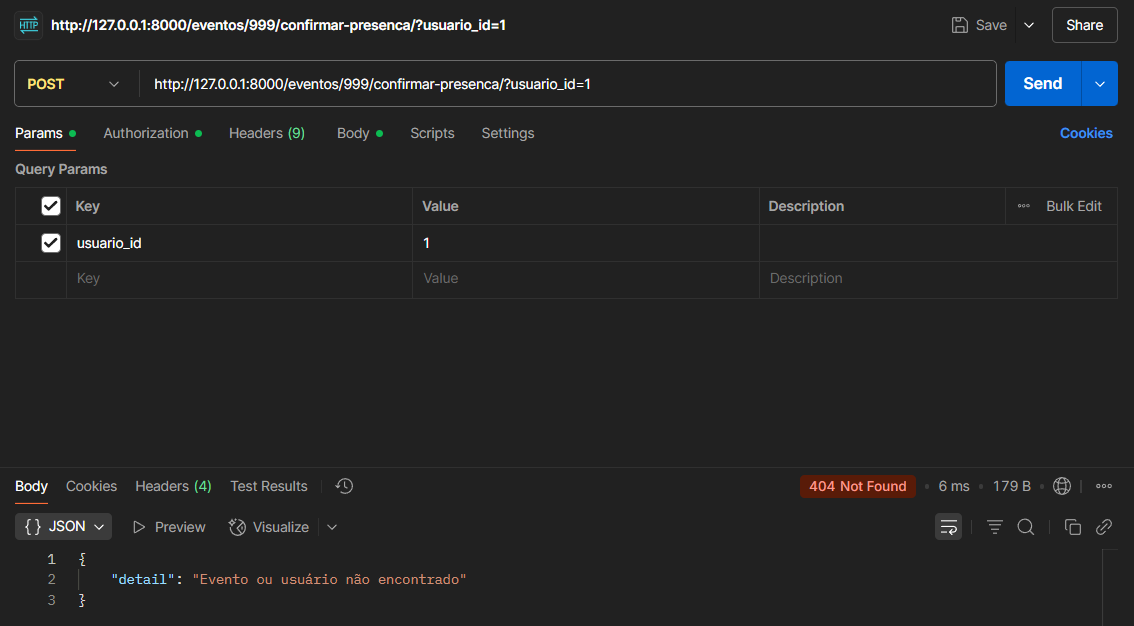 HTTP http://127.0.0.1:8000/eventos/999/confirmar-presenca/?usuario_id=1 Save Share
POST http://127.0.0.1:8000/eventos/999/confirmar-presenca/?usuario_id=1 Send
Params Authorization Headers (9) Body Scripts Settings Cookies
Query Params
Key Value Description Bulk Edit
usuario_id 1
Key Value Description
Body Cookies Headers (4) Test Results 404 Not Found 6 ms 179 B
{} JSON Preview Visualize
1 {
2 "detail": "Evento ou usuário não encontrado"
3 }